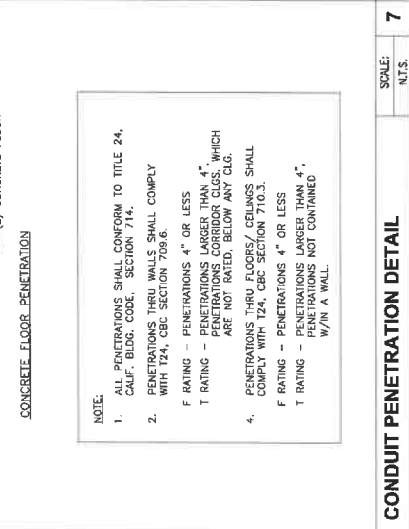 CONCRETE FLOOR PENETRATION
NOTE:
1. ALL PENETRATIONS SHALL CONFORM TO TITLE 24,
CALIF. BLDG. CODE, SECTION 714.
2. PENETRATIONS THRU WALLS SHALL COMPLY
WITH T24, CBC SECTION 709.6.
F RATING – PENETRATIONS 4" OR LESS
T RATING – PENETRATIONS LARGER THAN 4",
PENETRATIONS CORRIDOR CLGS. WHICH
ARE NOT RATED, BELOW ANY CLG.
4. PENETRATIONS THRU FLOORS/ CEILINGS SHALL
COMPLY WITH T24, CBC SECTION 710.3.
F RATING – PENETRATIONS 4" OR LESS
T RATING – PENETRATIONS LARGER THAN 4",
PENETRATIONS NOT CONTAINED
W/IN A WALL.
CONDUIT PENETRATION DETAIL
SCALE:
N.T.S.
7